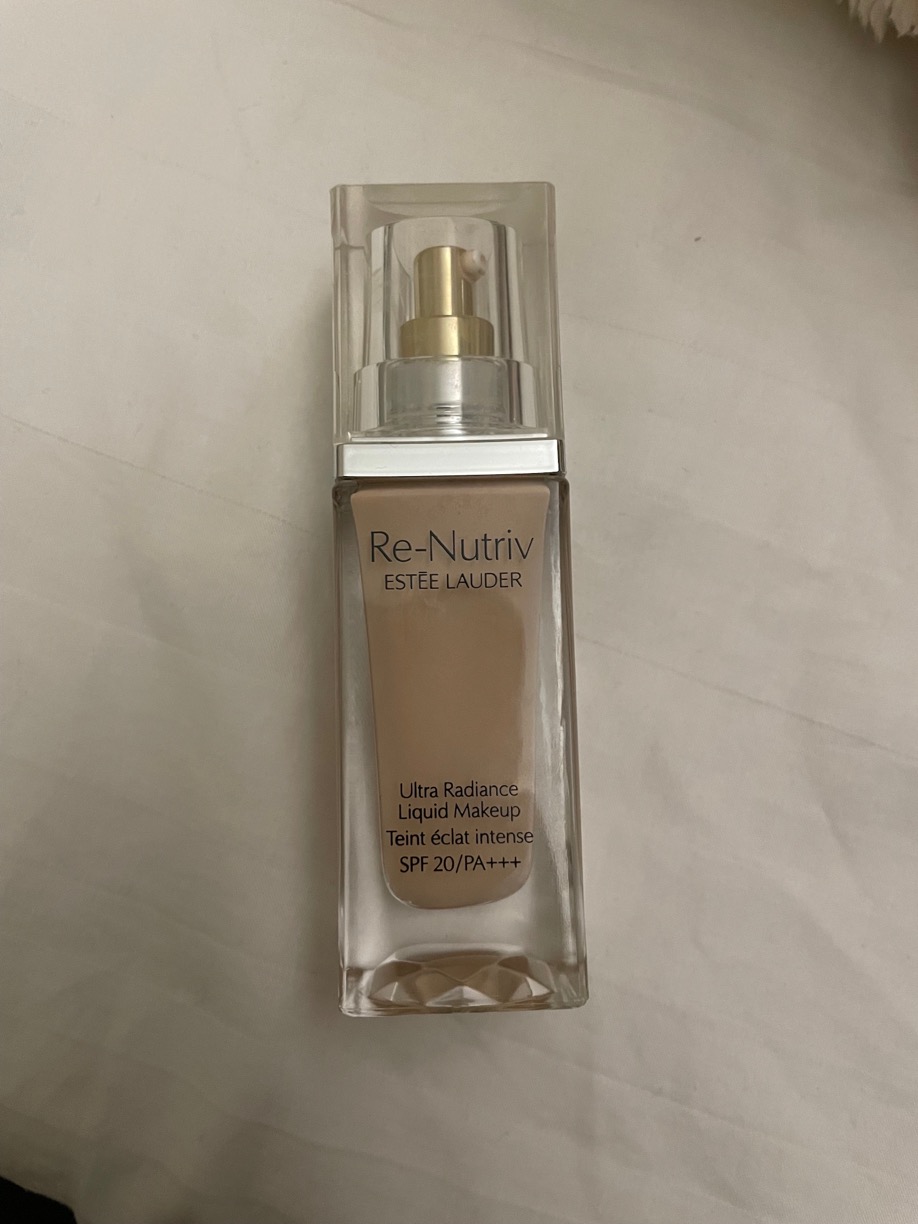 Re-Nutriv
ESTĒE LAUDER
Ultra Radiance
Liquid Makeup
Teint éclat intense
SPF 20/PA+++